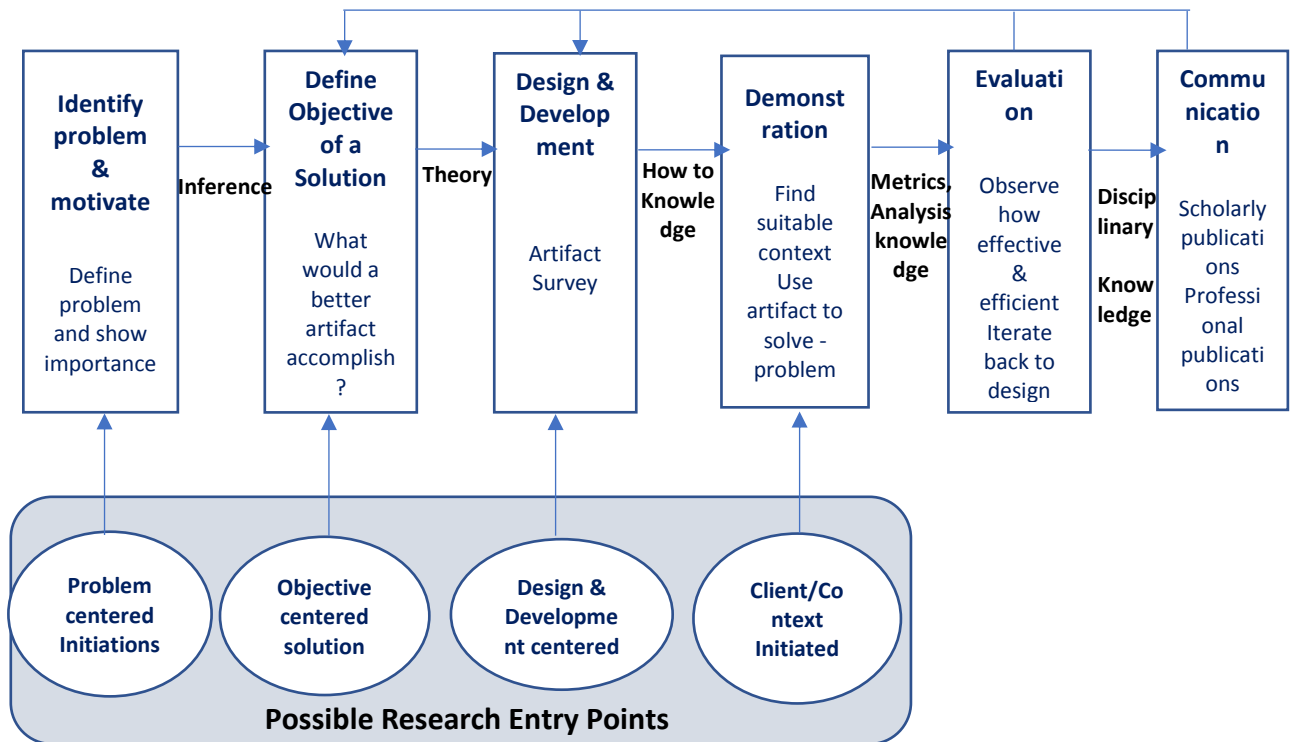 Identify
problem
&
motivate
Define
problem
and show
importance
Inference
Define
Objective
of a
Solution
What
would a
better
artifact
accomplish
?
Theory
Design &
Develop
ment
Artifact
Survey
How to
Knowle
dge
Demonst
ration
Find
suitable
context
Use
artifact to
solve -
problem
Metrics,
Analysis
knowle
dge
Evaluati
on
Observe
how
effective
&
efficient
Iterate
back to
design
Discip
linary
Know
ledge
Commu
nicatio
n
Scholarly
publicati
ons
Professi
onal
publicati
ons
Problem
centered
Initiations
Objective
centered
solution
Design &
Developme
nt centered
Client/Co
ntext
Initiated
Possible Research Entry Points